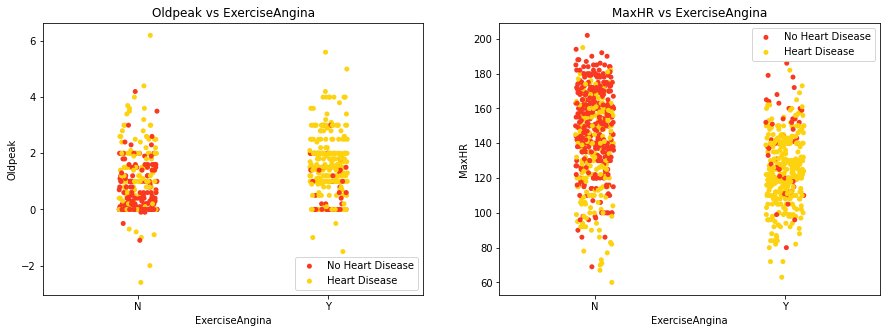 Oldpeak vs ExerciseAngina
6
4
2
0
−2
Oldpeak
N
Y
ExerciseAngina
No Heart Disease
Heart Disease
MaxHR vs ExerciseAngina
200
180
160
140
120
100
80
60
MaxHR
N
Y
ExerciseAngina
No Heart Disease
Heart Disease